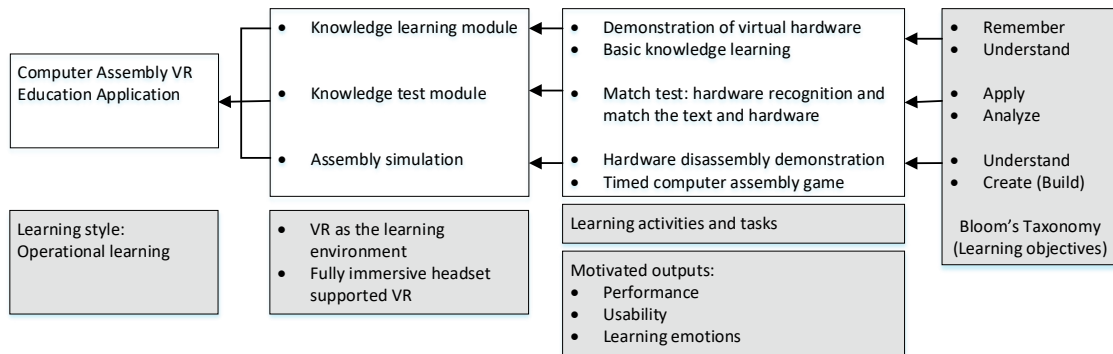 Computer Assembly VR
Education Application
• Knowledge learning module
• Knowledge test module
• Assembly simulation
• Demonstration of virtual hardware
• Basic knowledge learning
• Match test: hardware recognition and
match the text and hardware
• Hardware disassembly demonstration
• Timed computer assembly game
• Remember
• Understand
• Apply
• Analyze
• Understand
• Create (Build)
Bloom's Taxonomy
(Learning objectives)
Learning style:
Operational learning
• VR as the learning
environment
• Fully immersive headset
supported VR
Learning activities and tasks
Motivated outputs:
• Performance
• Usability
• Learning emotions